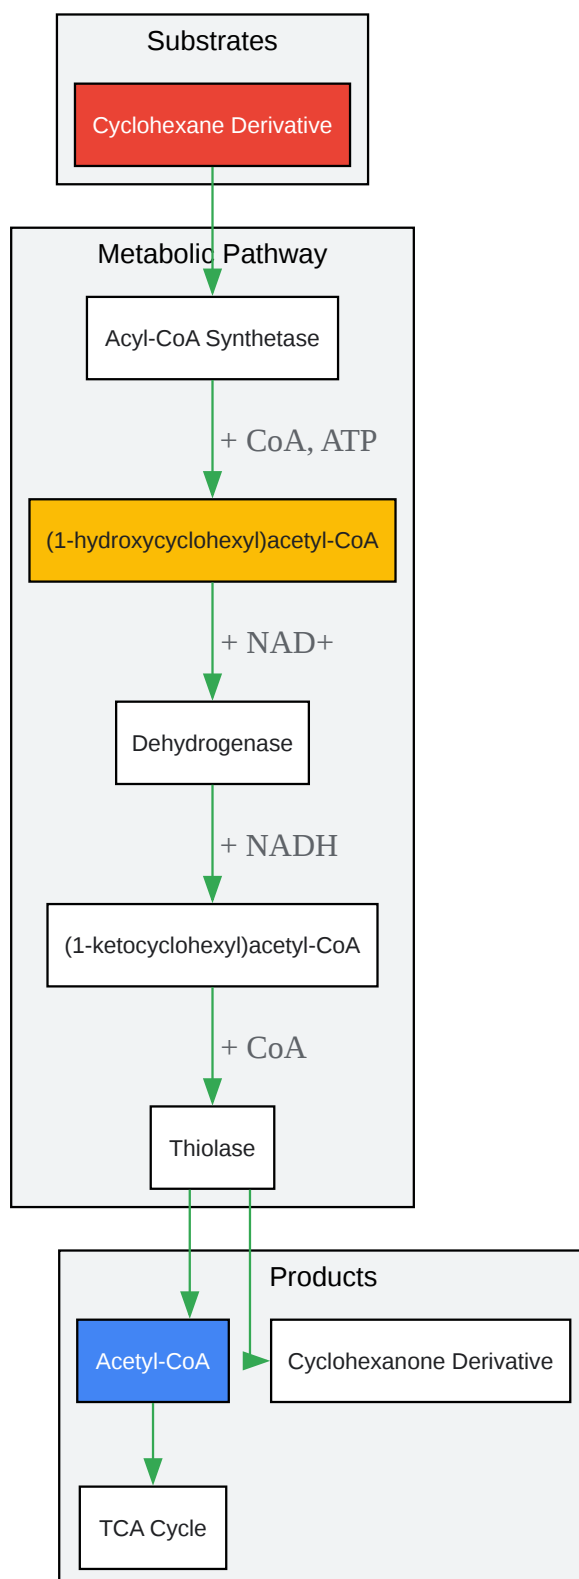 Substrates
Cyclohexane Derivative
Metabolic Pathway
Acyl-CoA Synthetase
+ CoA, ATP
(1-hydroxycyclohexyl)acetyl-CoA
+ NAD+
Dehydrogenase
+ NADH
(1-ketocyclohexyl)acetyl-CoA
+ CoA
Thiolase
Products
Acetyl-CoA
Cyclohexanone Derivative
TCA Cycle